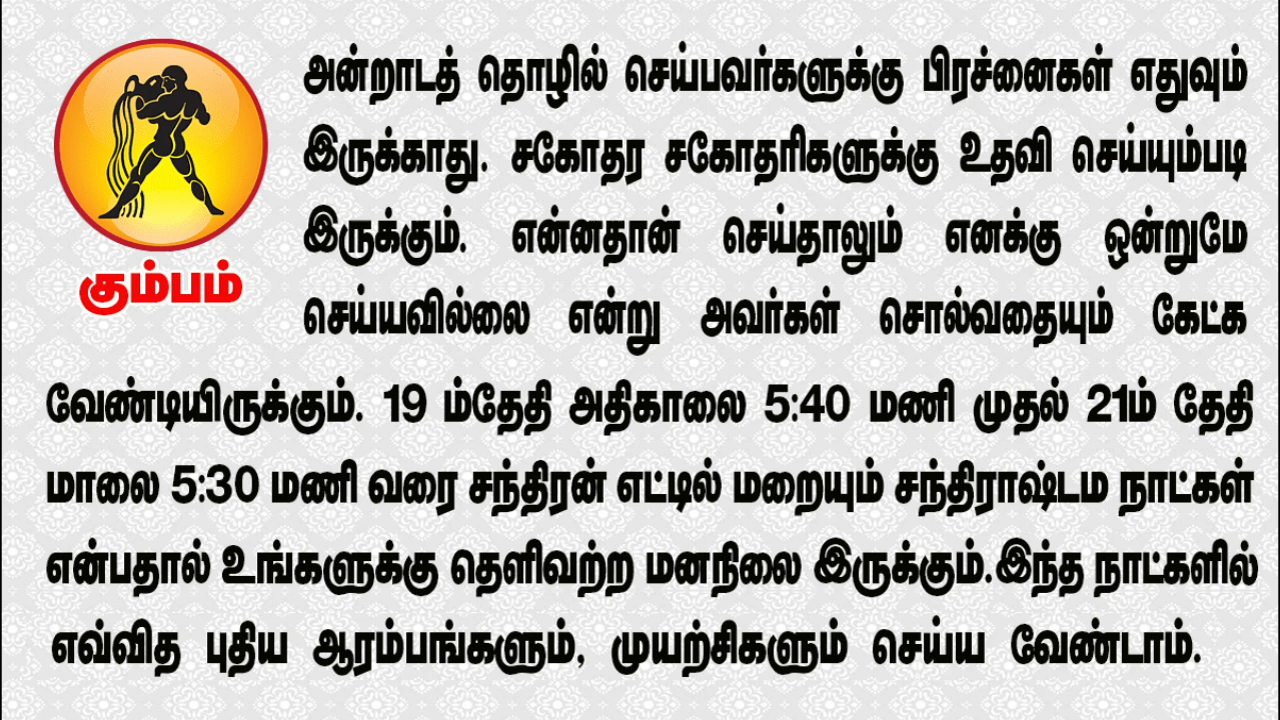 அன்றாடத் தொழில் செய்பவர்களுக்கு பிரச்னைகள் எதுவும்
இருக்காது. சகோதர சகோதரிகளுக்கு உதவி செய்யும்படி
இருக்கும். என்னதான் செய்தாலும் எனக்கு ஒன்றுமே
செய்யவில்லை என்று அவர்கள் சொல்வதையும் கேட்க
கும்பம்
வேண்டியிருக்கும். 19 ம்தேதி அதிகாலை 5:40 மணி முதல் 21ம் தேதி
மாலை 5:30 மணி வரை சந்திரன் எட்டில் மறையும் சந்திராஷ்டம நாட்கள்
என்பதால் உங்களுக்கு தெளிவற்ற மனநிலை இருக்கும்.இந்த நாட்களில்
எவ்வித புதிய ஆரம்பங்களும், முயற்சிகளும் செய்ய வேண்டாம்.